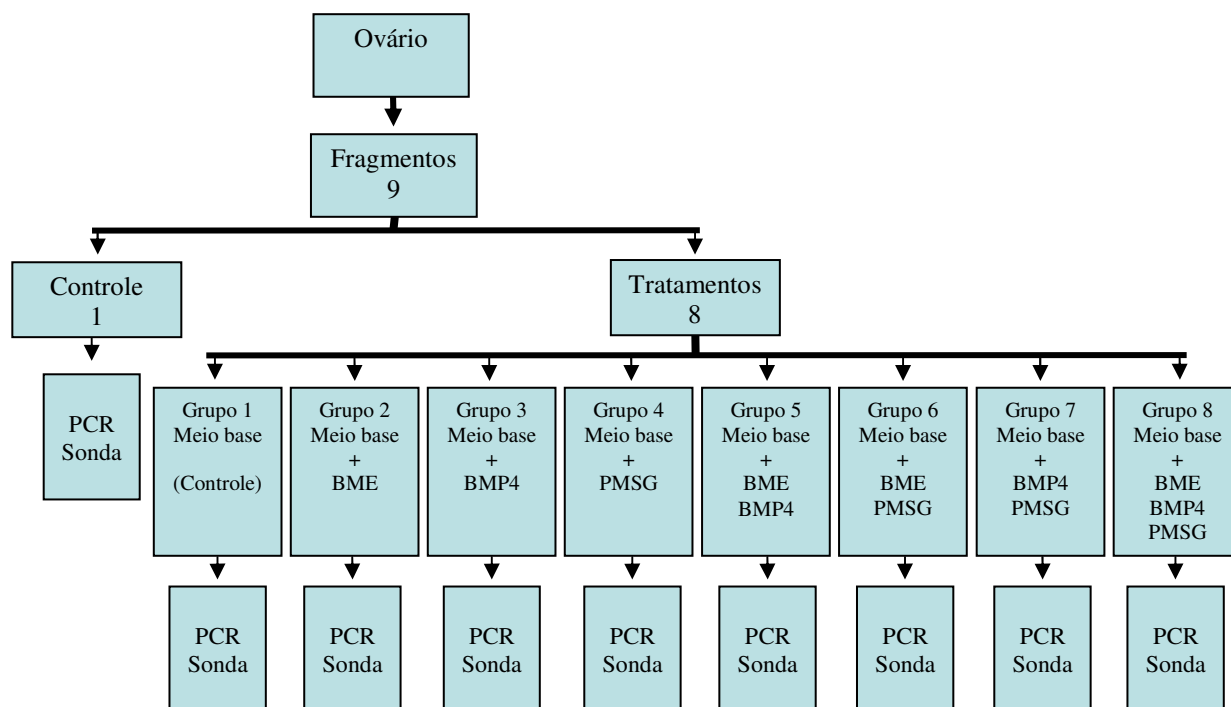 Ovário
Fragmentos
9
Controle
1
Tratamentos
8
PCR
Sonda
Grupo 1
Meio base
(Controle)
Grupo 2
Meio base
+
BME
Grupo 3
Meio base
+
BMP4
Grupo 4
Meio base
+
PMSG
Grupo 5
Meio base
+
BME
BMP4
Grupo 6
Meio base
+
BME
PMSG
Grupo 7
Meio base
+
BMP4
PMSG
Grupo 8
Meio base
+
BME
BMP4
PMSG
PCR
Sonda
PCR
Sonda
PCR
Sonda
PCR
Sonda
PCR
Sonda
PCR
Sonda
PCR
Sonda
PCR
Sonda